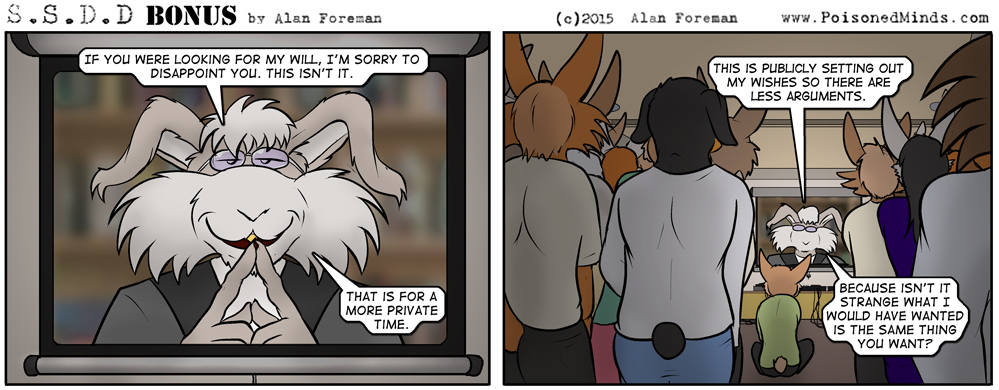 S.S.D.D BONUS by Alan Foreman (c)2015 Alan Foreman www.PoisonedMinds.com
IF YOU WERE LOOKING FOR MY WILL, I'M SORRY TO
DISAPPOINT YOU. THIS ISN'T IT.
THAT IS FOR A
MORE PRIVATE
TIME.
THIS IS PUBLICLY SETTING OUT
MY WISHES SO THERE ARE
LESS ARGUMENTS.
BECAUSE ISN'T IT
STRANGE WHAT I
WOULD HAVE WANTED
IS THE SAME THING
YOU WANT?